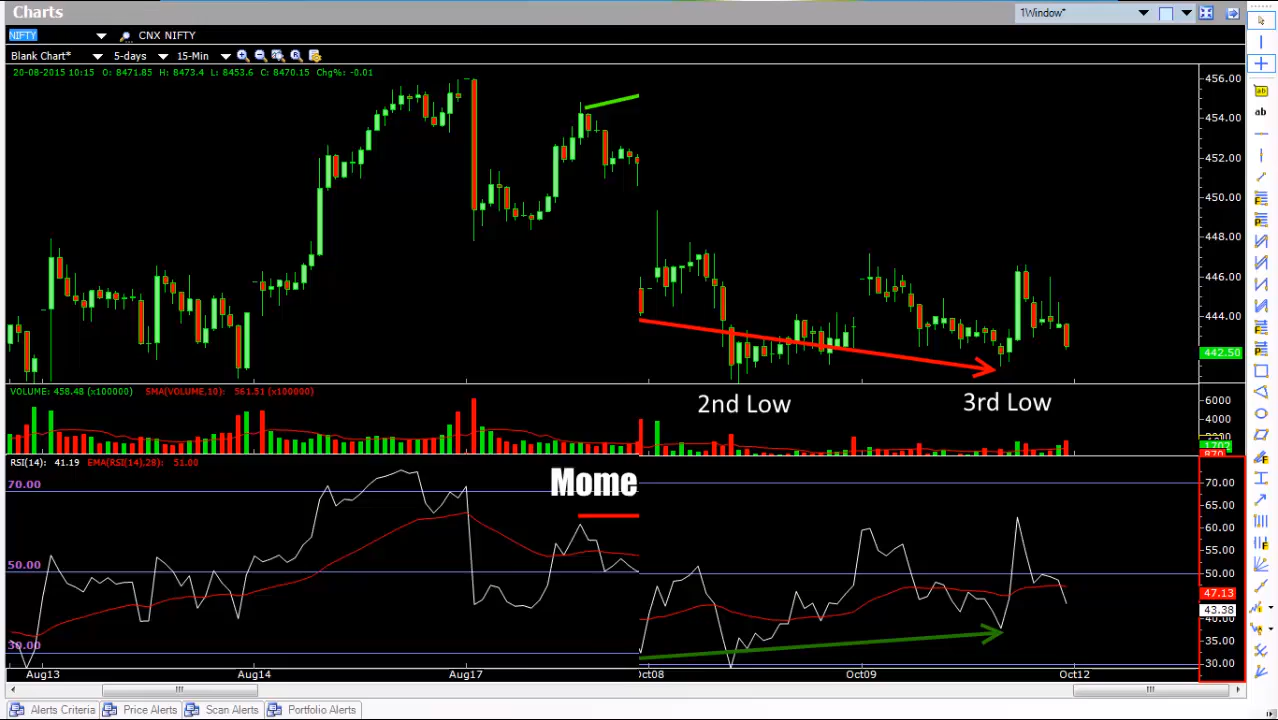 Charts
1Window*
NIFTY
CNX NIFTY
Blank Chart*
5-days
15-Min
20-08-2015 10:15 O: 8471.85 H: 8473.4 L: 8453.6 C: 8470.15 Chg%: -0.01
456.00
454.00
452.00
450.00
448.00
446.00
444.00
442.50
VOLUME: 458.48 (x100000) SMA(VOLUME,10): 561.51 (x100000)
2nd Low
3rd Low
6000
4000
RSI(14): 41.19 EMA(RSI(14),28): 51.00
Mome
70.00
50.00
30.00
70.00
65.00
60.00
55.00
50.00
47.13
43.38
40.00
35.00
30.00
Aug13
Aug14
Aug17
Oct08
Oct09
Oct12
Alerts Criteria
Price Alerts
Scan Alerts
Portfolio Alerts
ab
ab